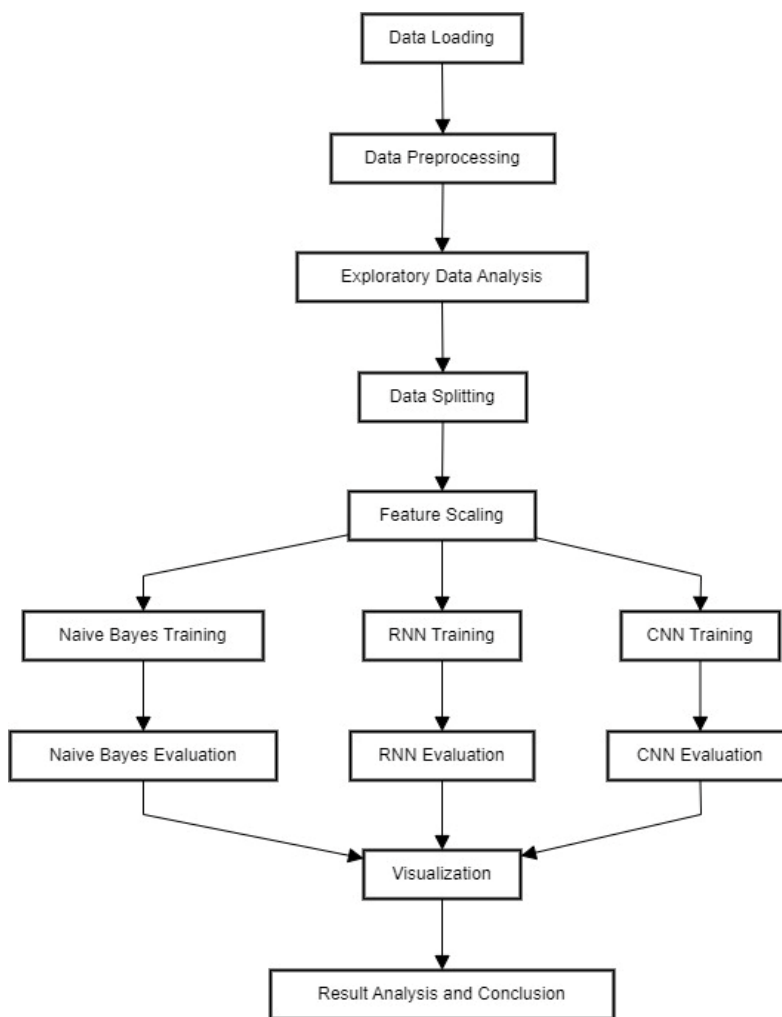 Data Loading
Data Preprocessing
Exploratory Data Analysis
Data Splitting
Feature Scaling
Naive Bayes Training
RNN Training
CNN Training
Naive Bayes Evaluation
RNN Evaluation
CNN Evaluation
Visualization
Result Analysis and Conclusion